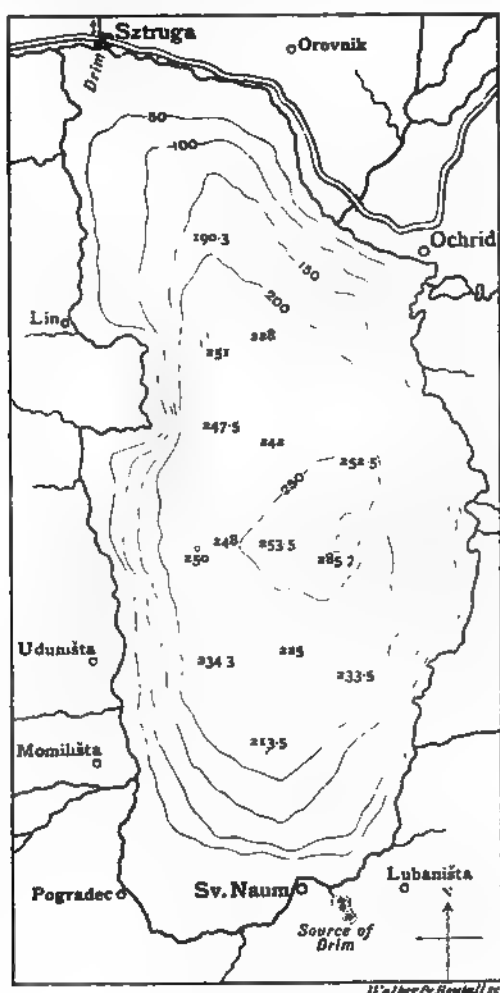 Sztruga
Orovnik
Drim
50
100
Ochrid
190.3
150
200
Lin
228
251
247.5
242
252.5
250
248
253.5
250
285.7
Uduništa
234.3
225
233.5
Momilišta
213.5
Pogradec
Sv. Naum
Lubaništa
Source of
Drim